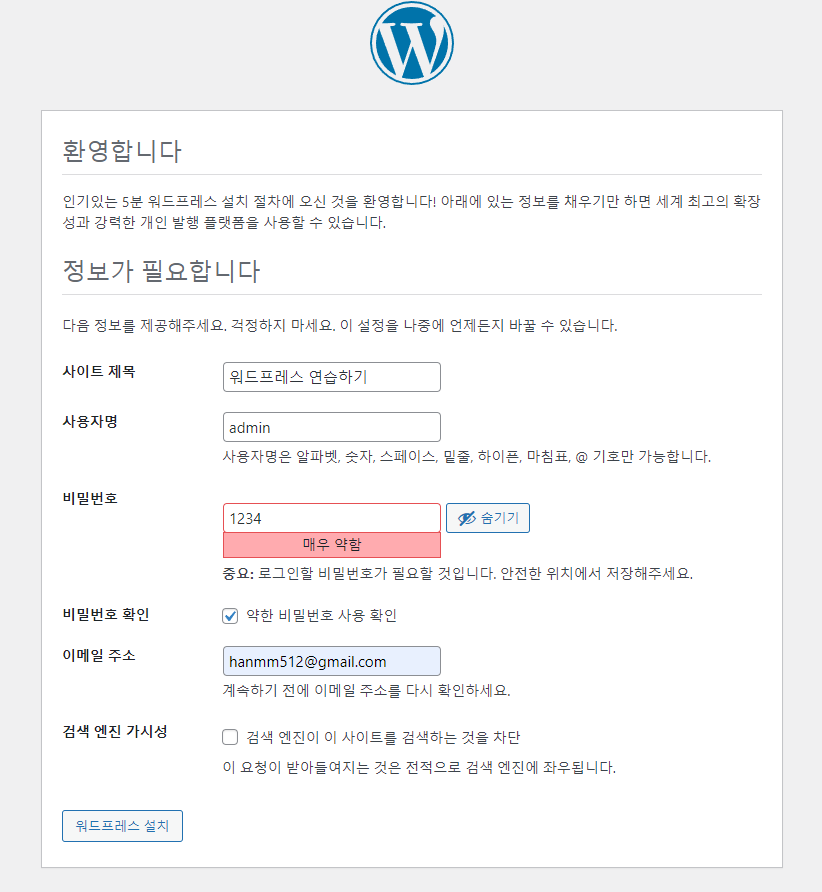 환영합니다
인기있는 5분 워드프레스 설치 절차에 오신 것을 환영합니다! 아래에 있는 정보를 채우기만 하면 세계 최고의 확장
성과 강력한 개인 발행 플랫폼을 사용할 수 있습니다.
정보가 필요합니다
다음 정보를 제공해주세요. 걱정하지 마세요. 이 설정을 나중에 언제든지 바꿀 수 있습니다.
사이트 제목
워드프레스 연습하기
사용자명
admin
사용자명은 알파벳, 숫자, 스페이스, 밑줄, 하이픈, 마침표, @ 기호만 가능합니다.
비밀번호
1234
숨기기
매우 약함
중요: 로그인할 비밀번호가 필요할 것입니다. 안전한 위치에서 저장해주세요.
비밀번호 확인
약한 비밀번호 사용 확인
이메일 주소
hanmm512@gmail.com
계속하기 전에 이메일 주소를 다시 확인하세요.
검색 엔진 가시성
검색 엔진이 이 사이트를 검색하는 것을 차단
이 요청이 받아들여지는 것은 전적으로 검색 엔진에 좌우됩니다.
워드프레스 설치